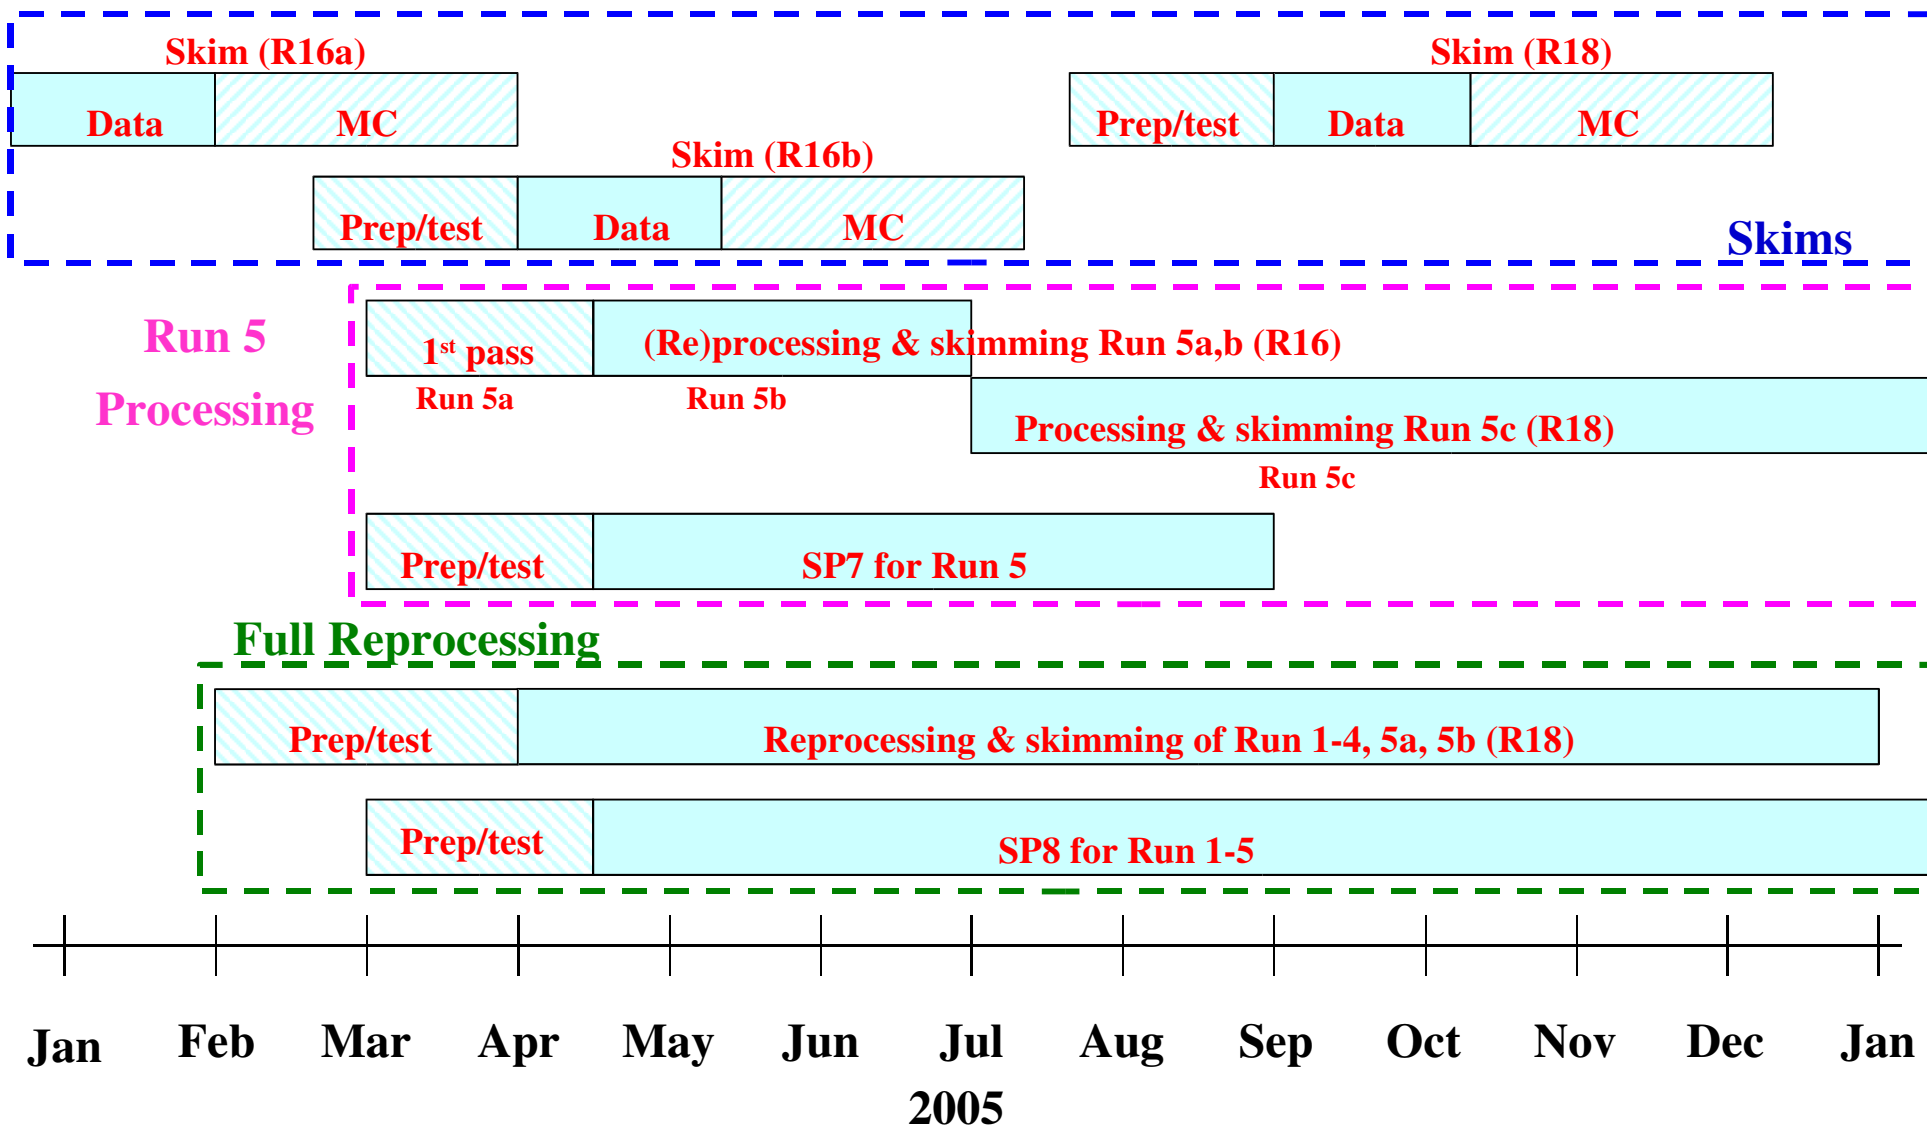 Skim (R16a)
Skim (R18)
Data
MC
Prep/test
Data
MC
Skim (R16b)
Prep/test
Data
MC
Skims
Run 5
Processing
1st pass
(Re)processing & skimming Run 5a,b (R16)
Run 5a
Run 5b
Processing & skimming Run 5c (R18)
Run 5c
Prep/test
SP7 for Run 5
Full Reprocessing
Prep/test
Reprocessing & skimming of Run 1-4, 5a, 5b (R18)
Prep/test
SP8 for Run 1-5
Jan Feb Mar Apr May Jun Jul Aug Sep Oct Nov Dec Jan
2005